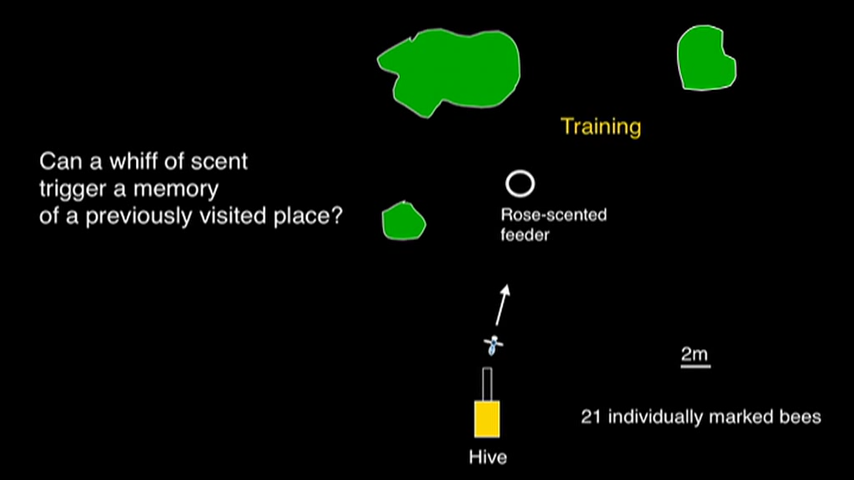 Training
Can a whiff of scent
trigger a memory
of a previously visited place?
Rose-scented
feeder
2m
21 individually marked bees
Hive